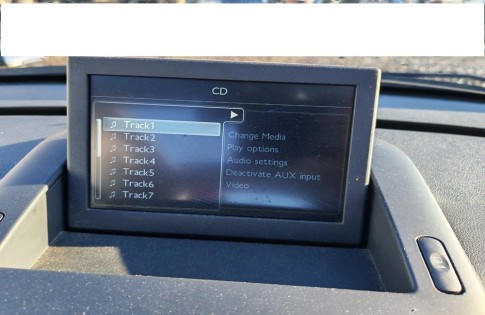 CD
Track1
Track2
Track3
Track4
Track5
Track6
Track7
Change Media
Play options
Audio settings
Deactivate AUX input
Video